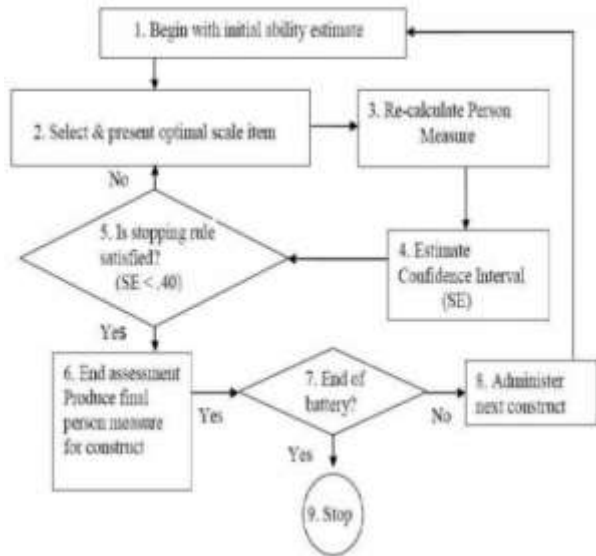 1. Begin with initial ability estimate
2. Select & present optimal scale item
3. Re-calculate Person
Measure
No
5. Is stopping rule
satisfied?
(SE < .40)
4. Estimate
Confidence Interval
(SE)
Yes
6. End assessment
Produce final
person measure
for construct
Yes
7. End of
battery?
No
8. Administer
next construct
Yes
9. Stop